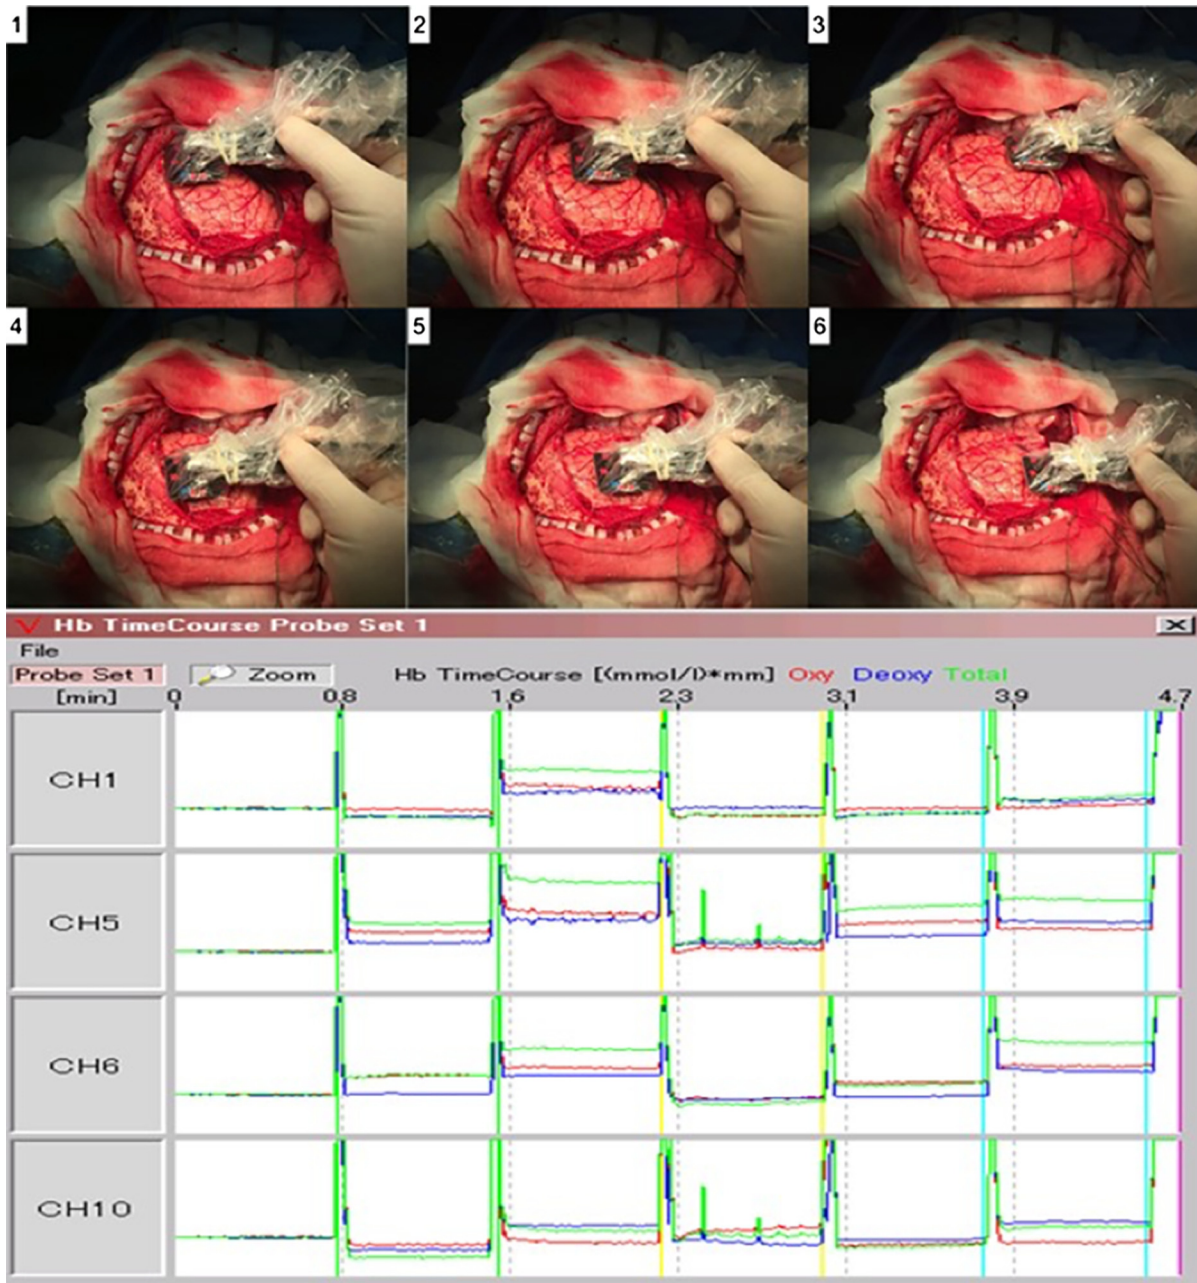 1 2 3
4 5 6
Hb TimeCourse Probe Set 1
File
Probe Set 1 Zoom Hb TimeCourse [(mmol/l)*mm] Oxy Deoxy Total
[min] 0 0.8 1.6 2.3 3.1 3.9 4.7
CH1
CH5
CH6
CH10